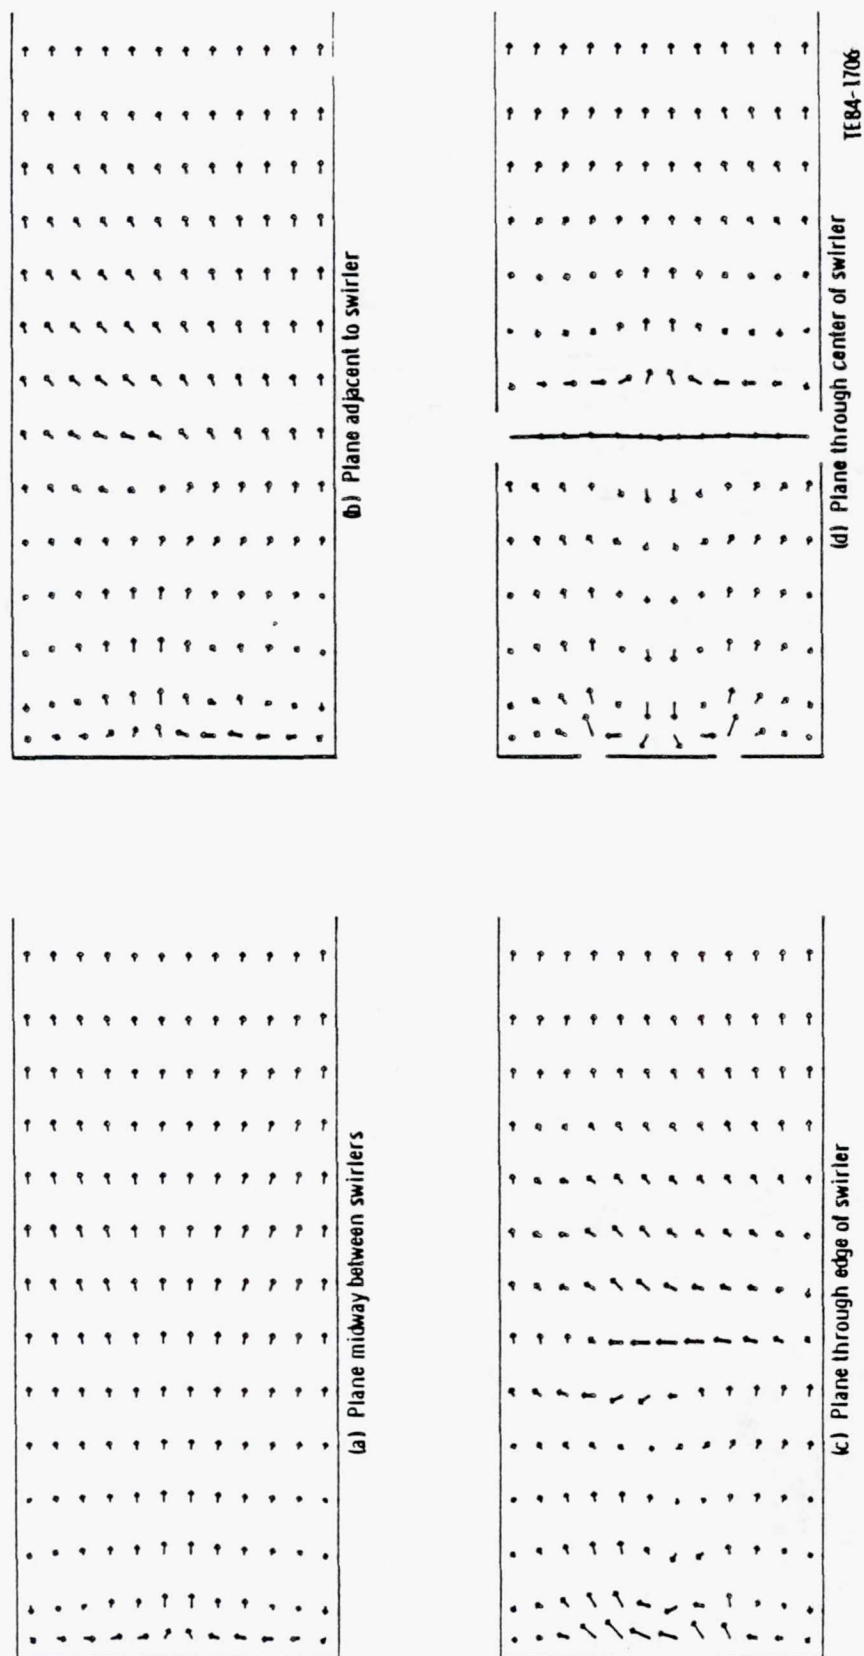 (a) Plane midway between swirlers
(b) Plane adjacent to swirler
(c) Plane through edge of swirler
(d) Plane through center of swirler
TE84-1706